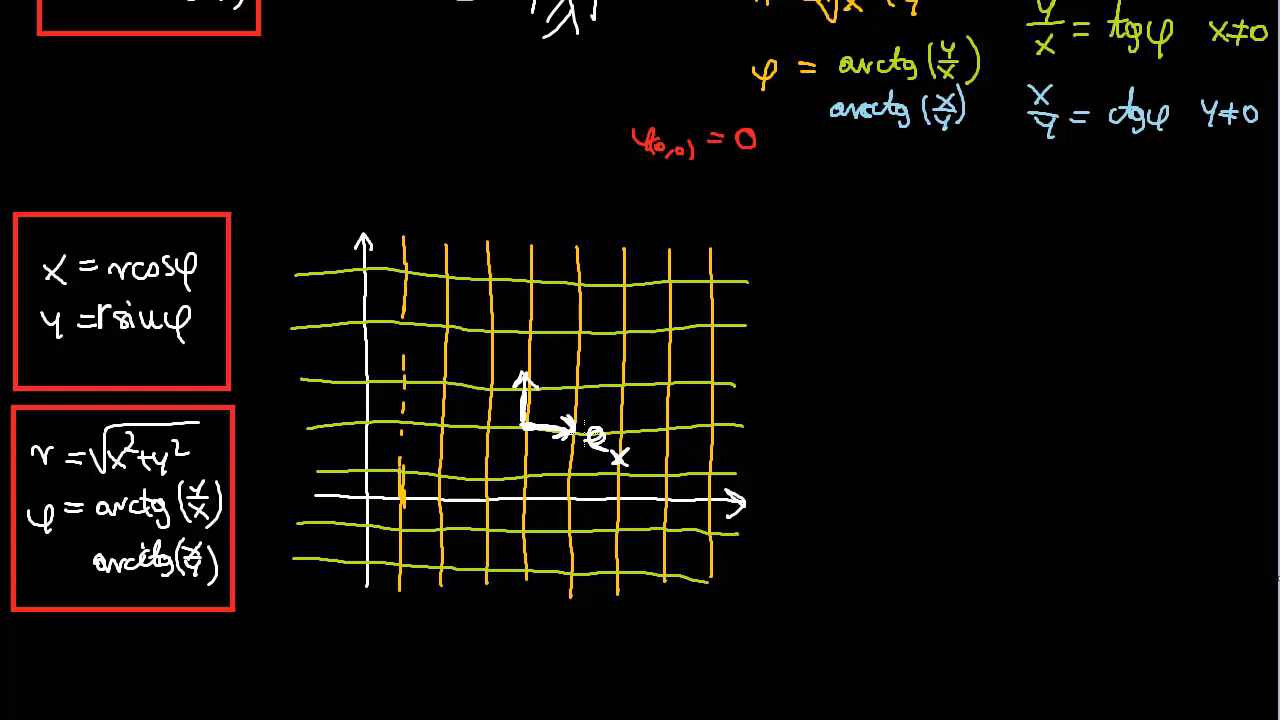 y/x = tgφ x≠0
φ = arctg(y/x)
arcctg(x/y) x/y = ctgφ y≠0
φ(0,0) = 0
x = rcosφ
y = rsinφ
e_x
r = √x²+y²
φ = arctg(y/x)
arcctg(x/y)